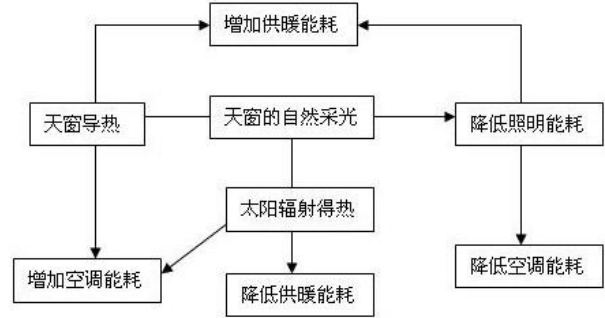 增加供暖能耗
天窗导热
天窗的自然采光
降低照明能耗
太阳辐射得热
增加空调能耗
降低供暖能耗
降低空调能耗